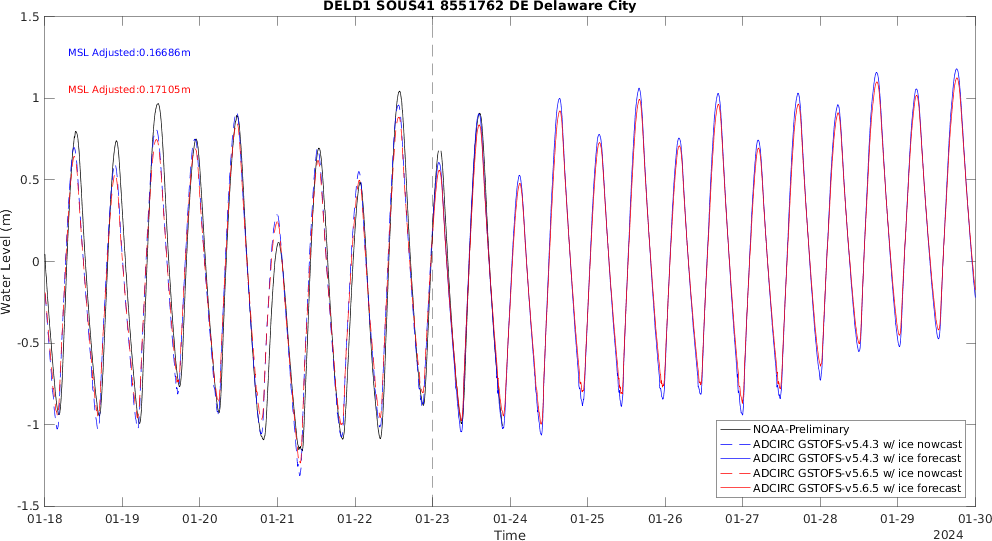 DELD1 SOUS41 8551762 DE Delaware City
1.5
1
0.5
0
-0.5
-1
-1.5
Water Level (m)
MSL Adjusted:0.16686m
MSL Adjusted:0.17105m
NOAA-Preliminary
ADCIRC GSTOFS-v5.4.3 w/ ice nowcast
ADCIRC GSTOFS-v5.4.3 w/ ice forecast
ADCIRC GSTOFS-v5.6.5 w/ ice nowcast
ADCIRC GSTOFS-v5.6.5 w/ ice forecast
01-18 01-19 01-20 01-21 01-22 01-23 01-24 01-25 01-26 01-27 01-28 01-29 01-30
Time
2024